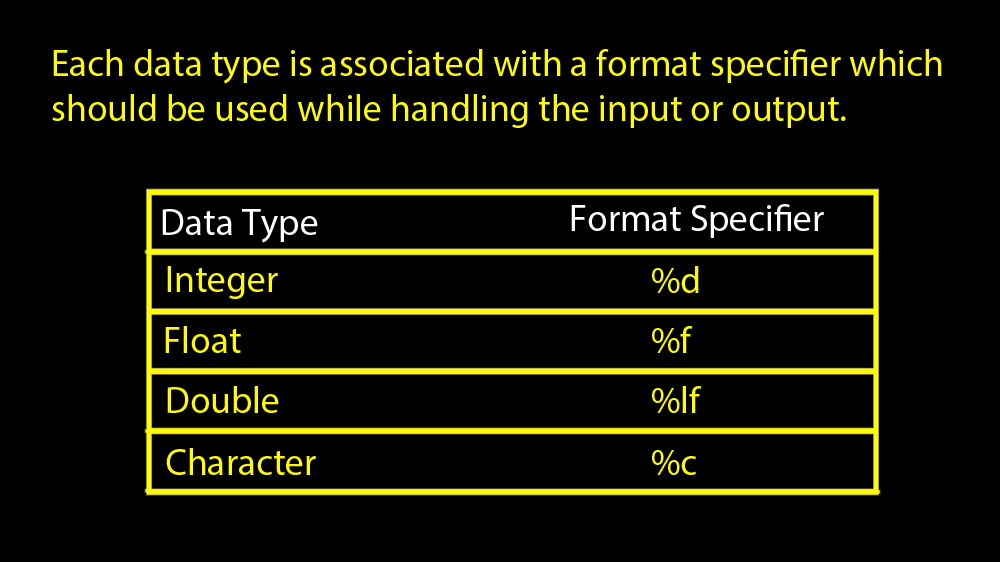 Each data type is associated with a format specifier which
should be used while handling the input or output.
Data Type Format Specifier
Integer %d
Float %f
Double %lf
Character %c